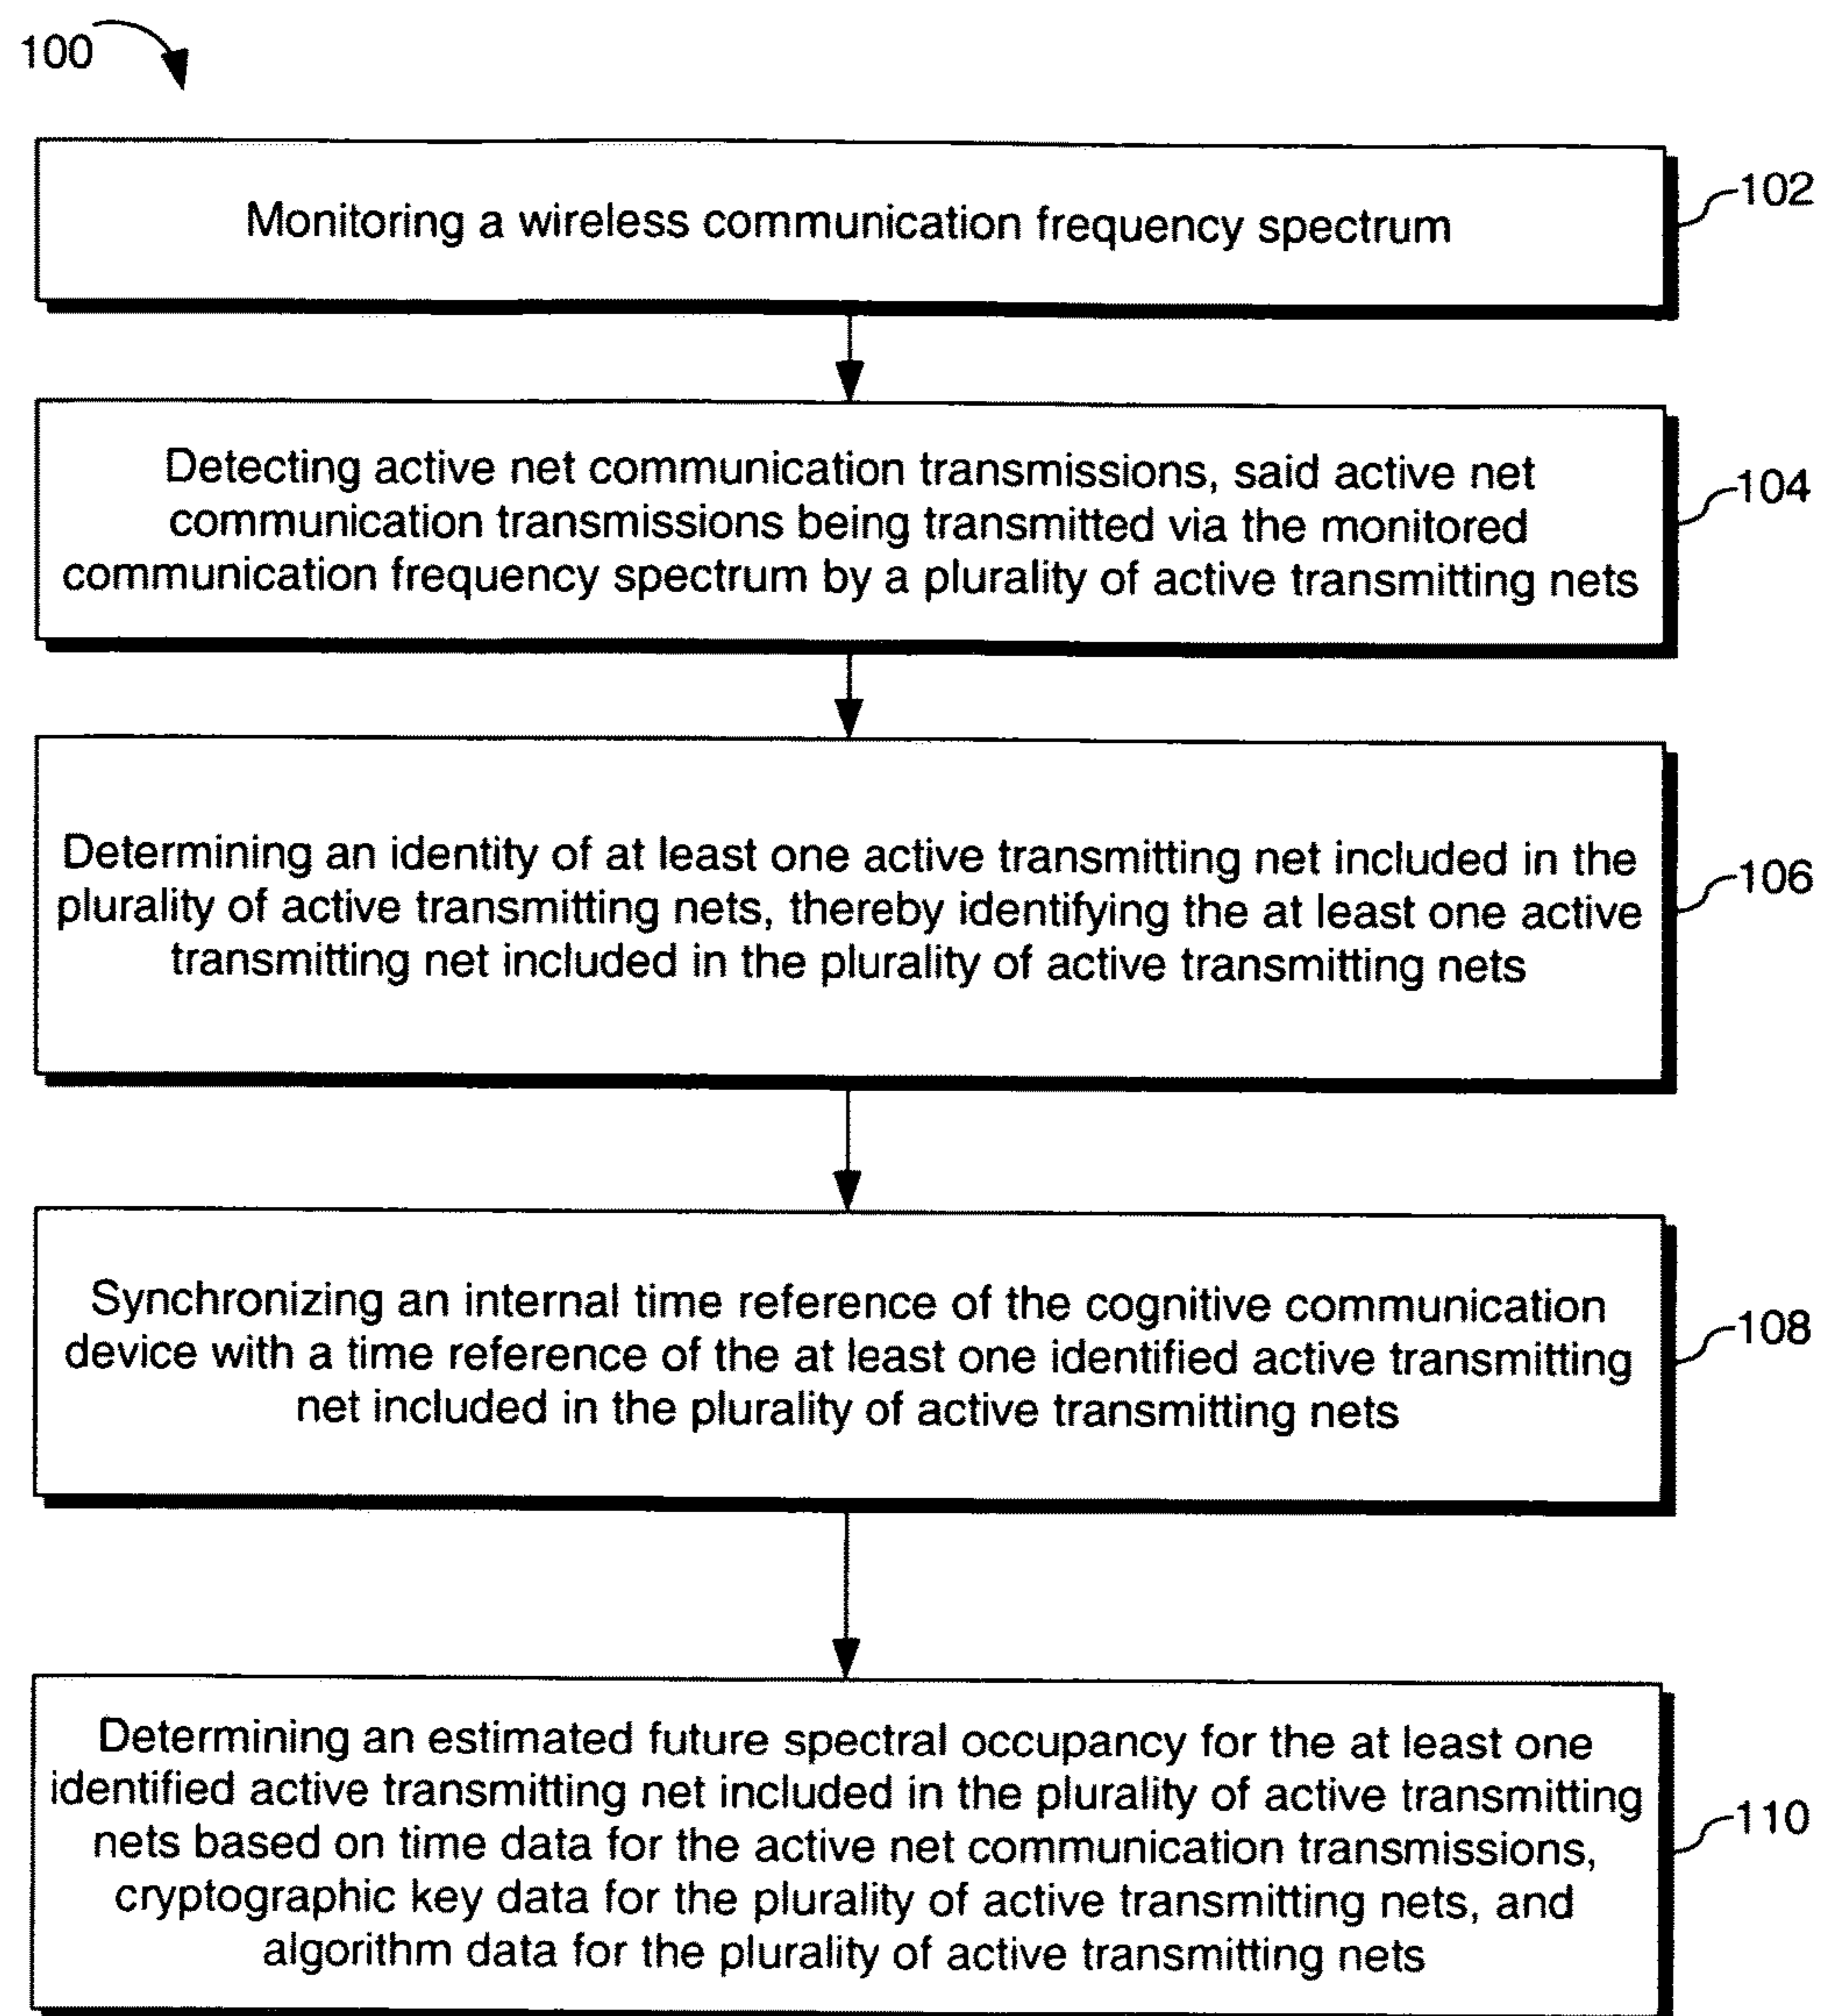 100
Monitoring a wireless communication frequency spectrum
102
Detecting active net communication transmissions, said active net
communication transmissions being transmitted via the monitored
communication frequency spectrum by a plurality of active transmitting nets
104
Determining an identity of at least one active transmitting net included in the
plurality of active transmitting nets, thereby identifying the at least one active
transmitting net included in the plurality of active transmitting nets
106
Synchronizing an internal time reference of the cognitive communication
device with a time reference of the at least one identified active transmitting
net included in the plurality of active transmitting nets
108
Determining an estimated future spectral occupancy for the at least one
identified active transmitting net included in the plurality of active transmitting
nets based on time data for the active net communication transmissions,
cryptographic key data for the plurality of active transmitting nets, and
algorithm data for the plurality of active transmitting nets
110